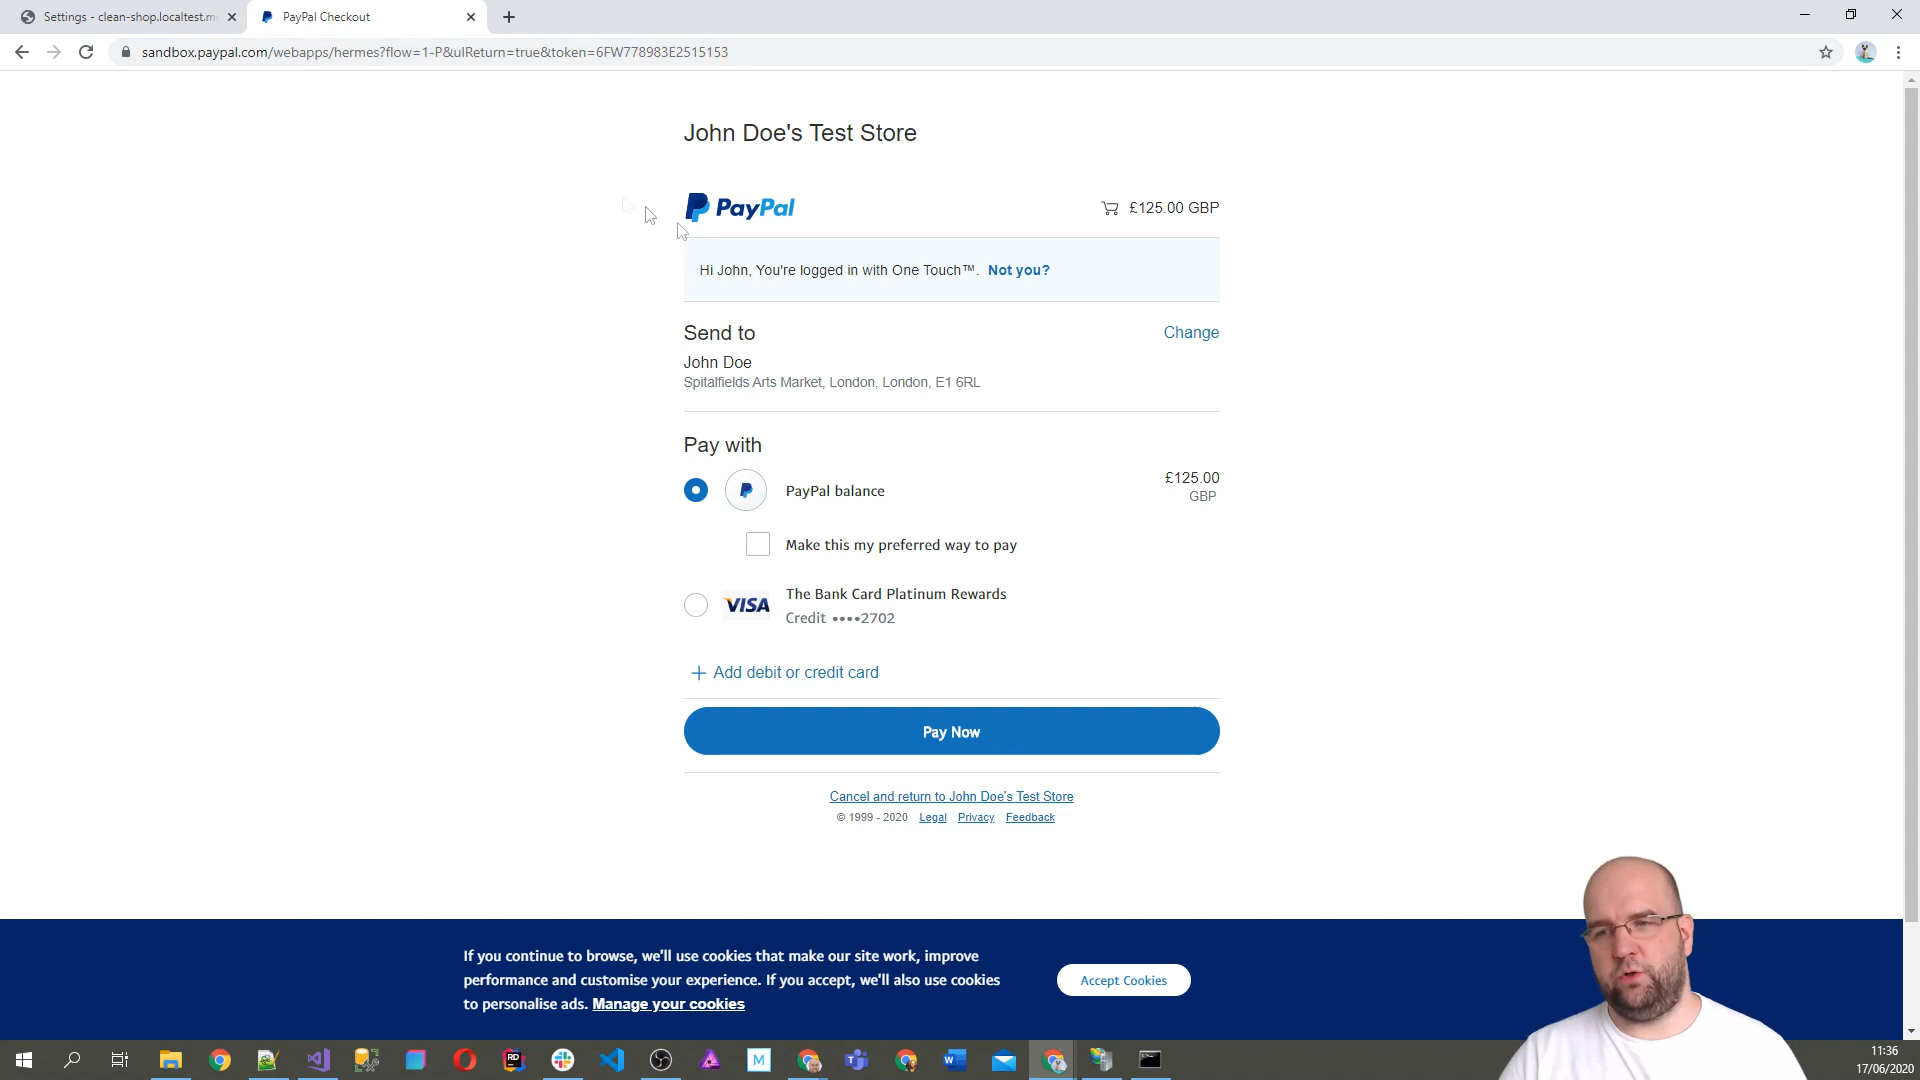 Settings - clean-shop.localtest.m
PayPal Checkout
sandbox.paypal.com/webapps/hermes?flow=1-P&ulReturn=true&token=6FW778983E2515153
John Doe's Test Store
PayPal
£125.00 GBP
Hi John, You're logged in with One Touch™. Not you?
Send to
Change
John Doe
Spitalfields Arts Market, London, London, E1 6RL
Pay with
PayPal balance
£125.00
GBP
Make this my preferred way to pay
VISA
The Bank Card Platinum Rewards
Credit ••••2702
+ Add debit or credit card
Pay Now
Cancel and return to John Doe's Test Store
© 1999 - 2020 Legal Privacy Feedback
If you continue to browse, we'll use cookies that make our site work, improve
performance and customise your experience. If you accept, we'll also use cookies
to personalise ads. Manage your cookies
Accept Cookies
RD
M
W
11:36
17/06/2020